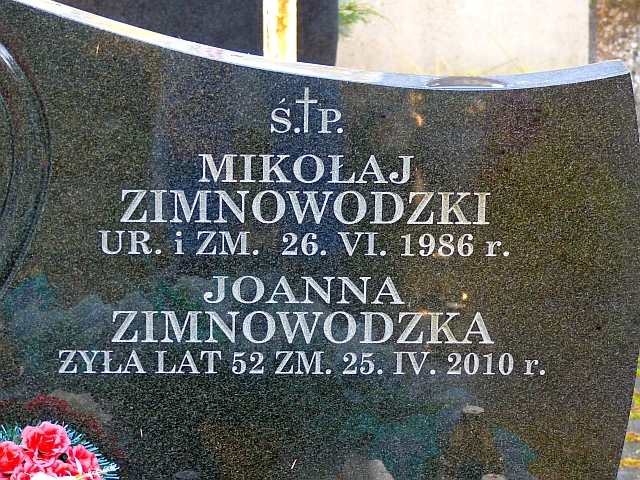 Ś.†P.
MIKOŁAJ
ZIMNOWODZKI
UR. i ZM. 26. VI. 1986 r.
JOANNA
ZIMNOWODZKA
ZYŁA LAT 52 ZM. 25. IV. 2010 r.